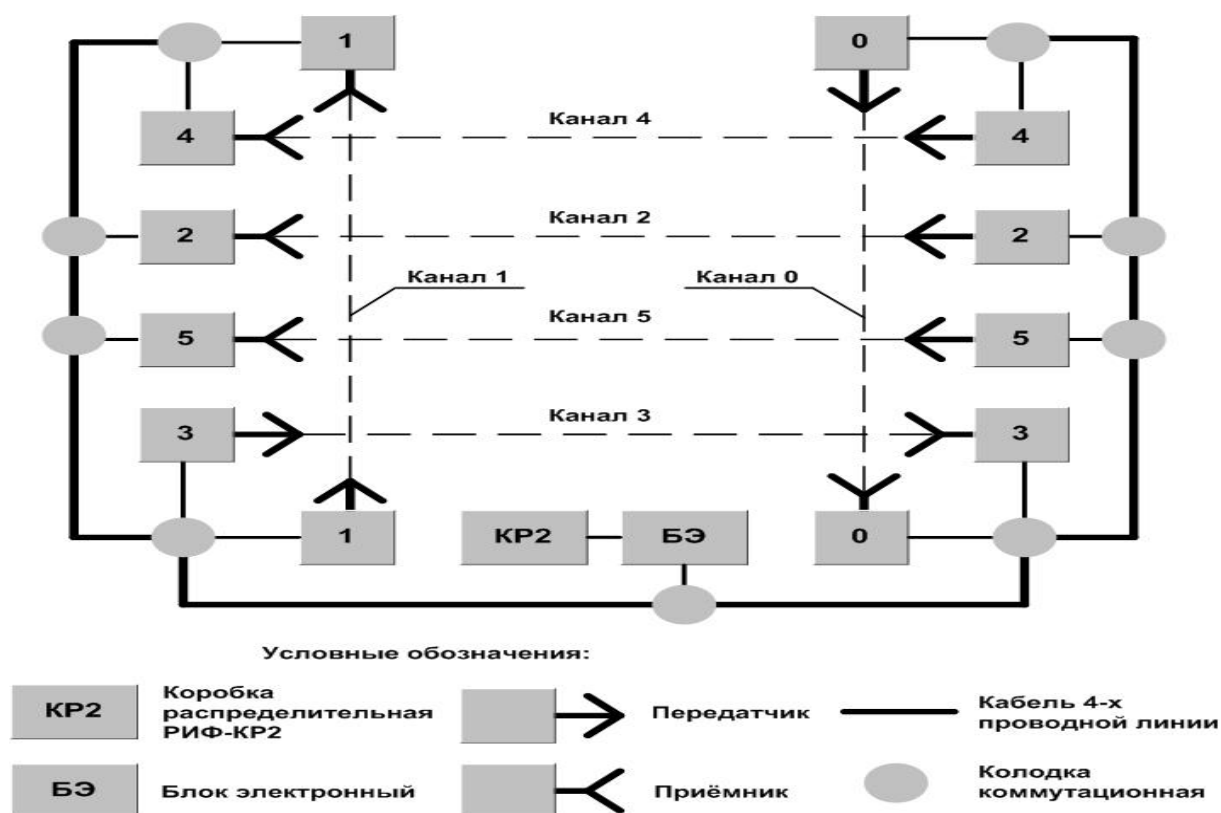 1
0
4
Канал 4
4
2
Канал 2
2
Канал 1
Канал 0
5
Канал 5
5
3
Канал 3
3
1
КР2
БЭ
0
Условные обозначения:
КР2
Коробка
распределительная
РИФ-КР2
Передатчик
Кабель 4-х
проводной линии
БЭ
Блок электронный
Приёмник
Колодка
коммутационная